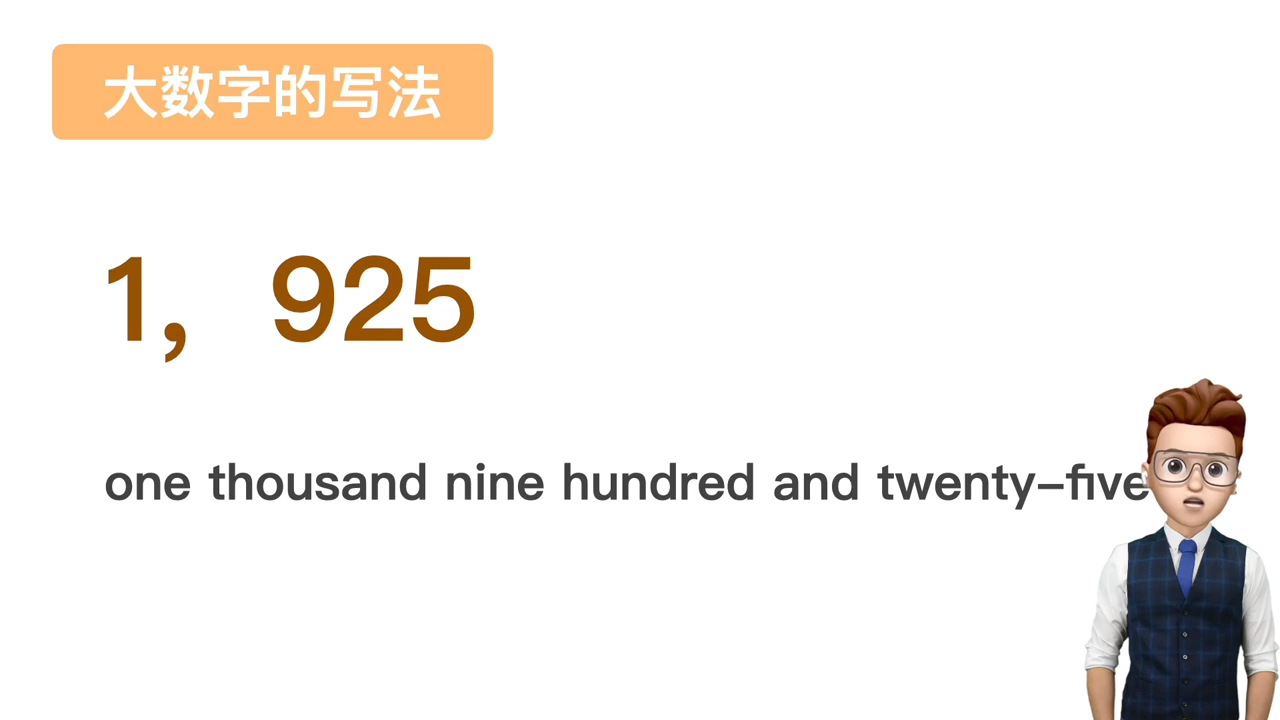 大数字的写法
1，925
one thousand nine hundred and twenty-five